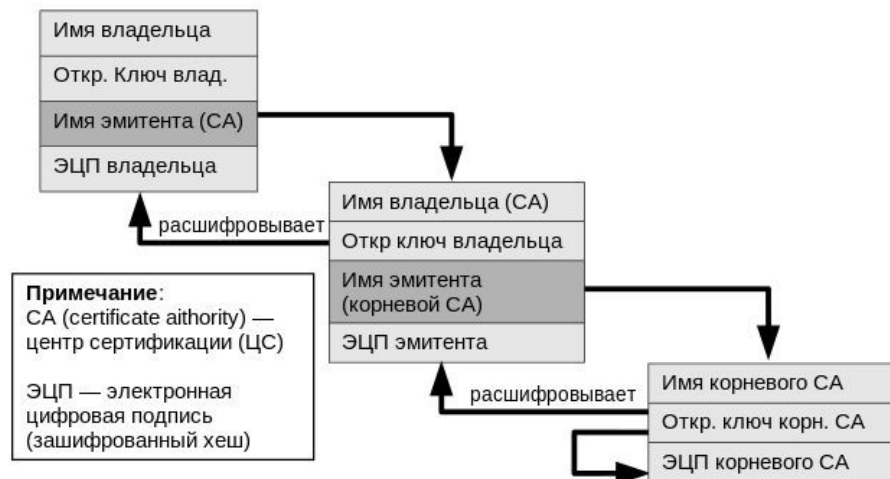 Имя владельца
Откр. Ключ влад.
Имя эмитента (CA)
ЭЦП владельца
расшифровывает
Имя владельца (CA)
Откр ключ владельца
Имя эмитента
(корневой CA)
ЭЦП эмитента
Примечание:
CA (certificate aithority) —
центр сертификации (ЦС)
ЭЦП — электронная
цифровая подпись
(зашифрованный хеш)
расшифровывает
Имя корневого CA
Откр. ключ корн. CA
ЭЦП корневого CA